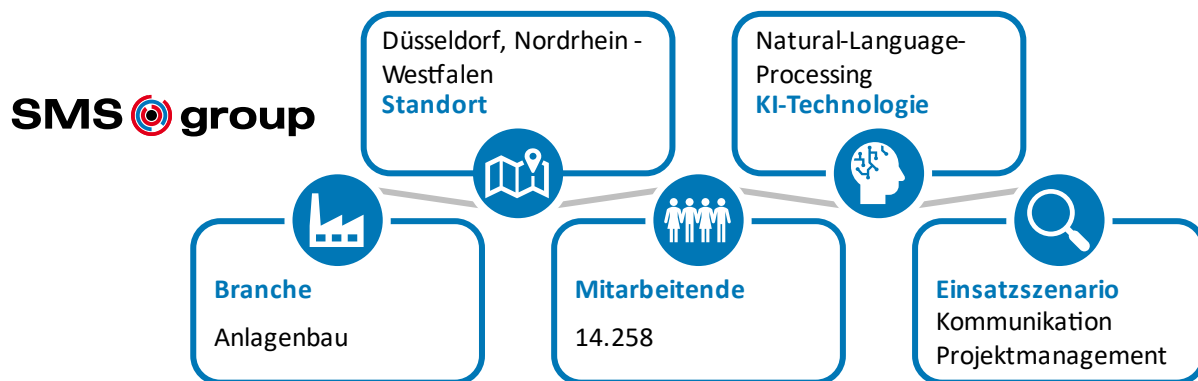 SMS group
Düsseldorf, Nordrhein -
Westfalen
Standort
Natural-Language-
Processing
KI-Technologie
Branche
Anlagenbau
Mitarbeitende
14.258
Einsatzszenario
Kommunikation
Projektmanagement